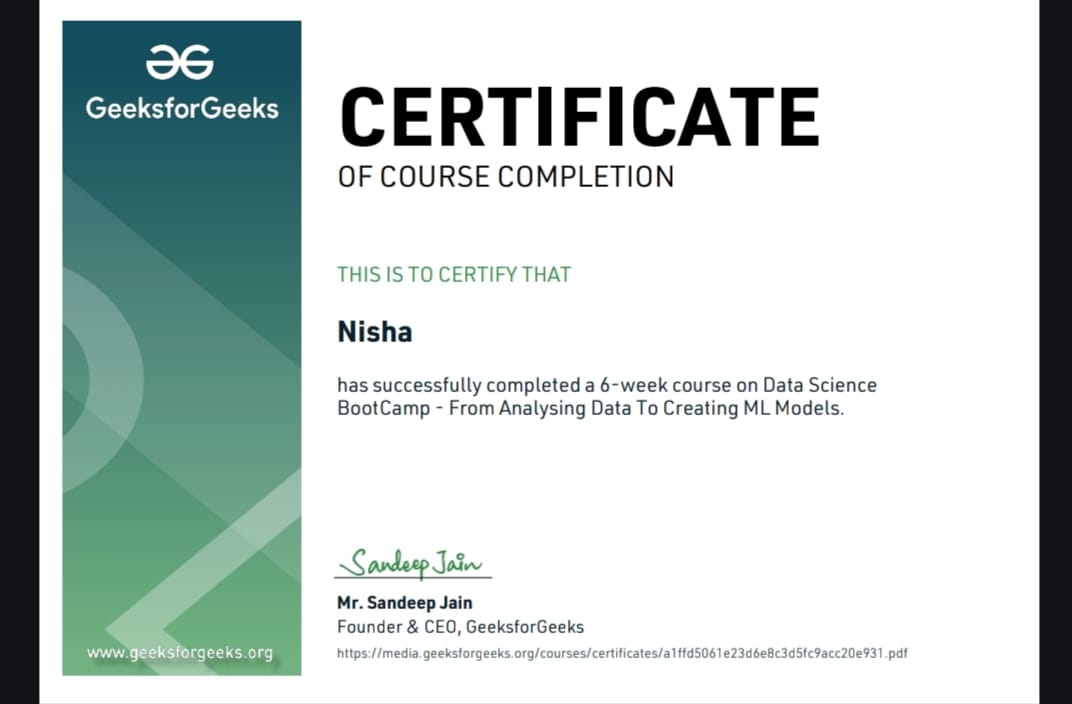 GeeksforGeeks
CERTIFICATE
OF COURSE COMPLETION
THIS IS TO CERTIFY THAT
Nisha
has successfully completed a 6-week course on Data Science
BootCamp - From Analysing Data To Creating ML Models.
Sandeep Jain
Mr. Sandeep Jain
Founder & CEO, GeeksforGeeks
https://media.geeksforgeeks.org/courses/certificates/a1ffd5061e23d6e8c3d5fc9acc20e931.pdf
www.geeksforgeeks.org